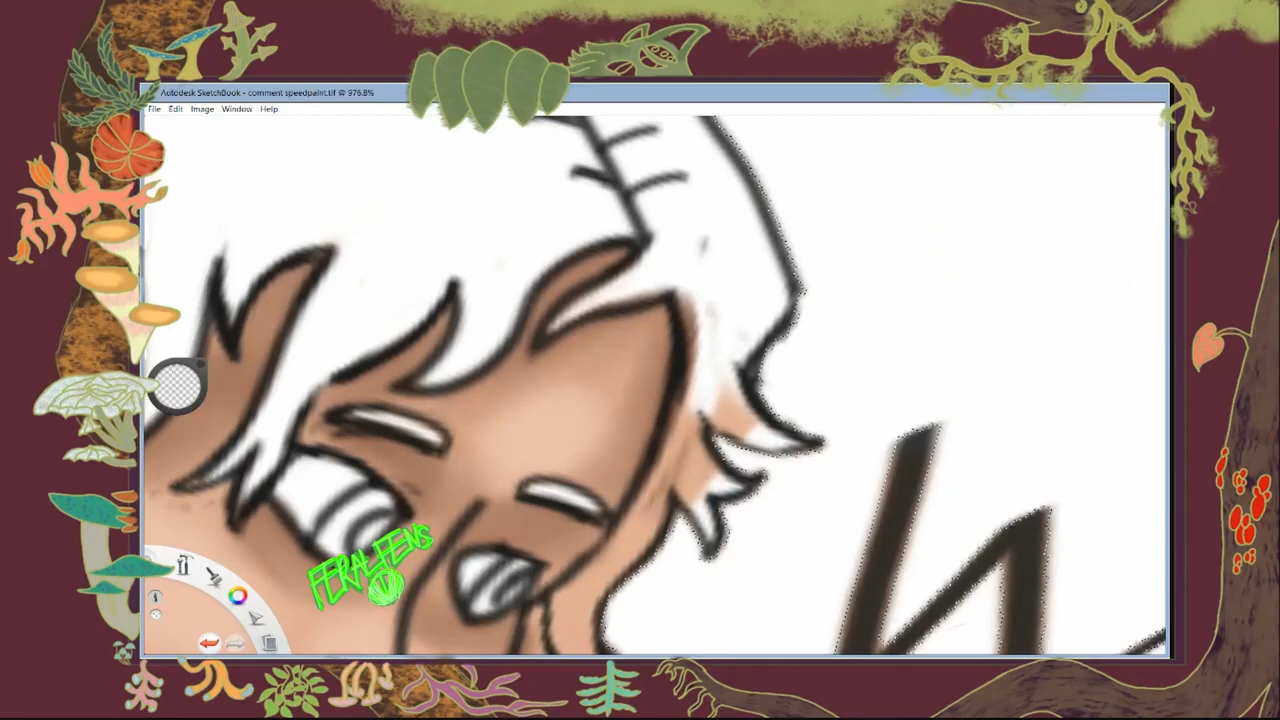 Autodesk SketchBook - comment speedpaint.tif @ 976.8%
File Edit Image Window Help
FERALFENS